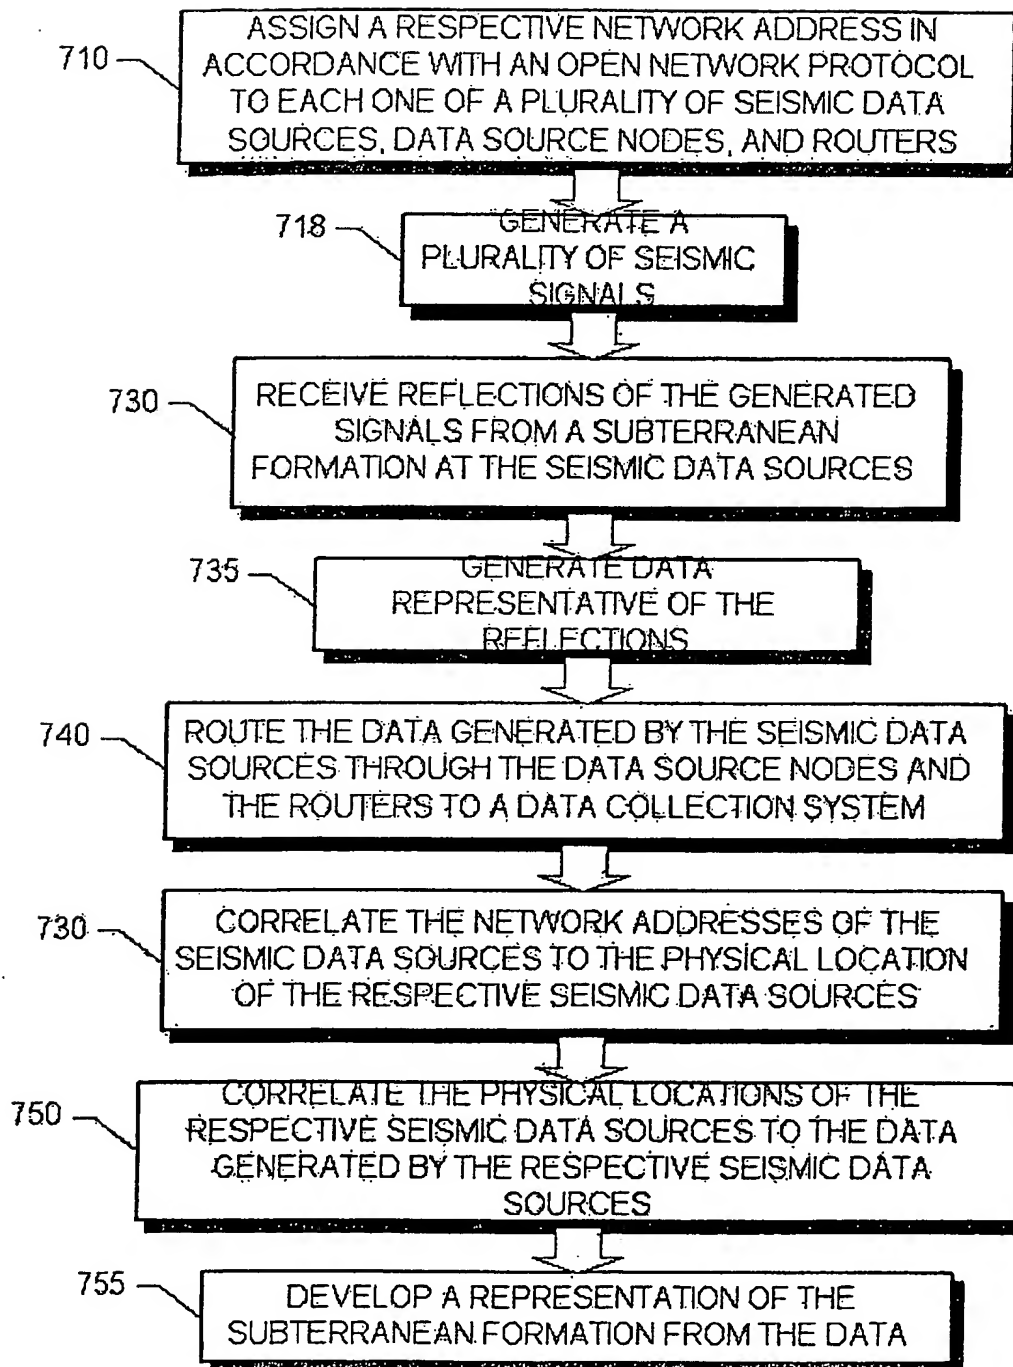 710
ASSIGN A RESPECTIVE NETWORK ADDRESS IN
ACCORDANCE WITH AN OPEN NETWORK PROTOCOL
TO EACH ONE OF A PLURALITY OF SEISMIC DATA
SOURCES, DATA SOURCE NODES, AND ROUTERS
718
GENERATE A
PLURALITY OF SEISMIC
SIGNALS
730
RECEIVE REFLECTIONS OF THE GENERATED
SIGNALS FROM A SUBTERRANEAN
FORMATION AT THE SEISMIC DATA SOURCES
735
GENERATE DATA
REPRESENTATIVE OF THE
REFLECTIONS
740
ROUTE THE DATA GENERATED BY THE SEISMIC DATA
SOURCES THROUGH THE DATA SOURCE NODES AND
THE ROUTERS TO A DATA COLLECTION SYSTEM
730
CORRELATE THE NETWORK ADDRESSES OF THE
SEISMIC DATA SOURCES TO THE PHYSICAL LOCATION
OF THE RESPECTIVE SEISMIC DATA SOURCES
750
CORRELATE THE PHYSICAL LOCATIONS OF THE
RESPECTIVE SEISMIC DATA SOURCES TO THE DATA
GENERATED BY THE RESPECTIVE SEISMIC DATA
SOURCES
755
DEVELOP A REPRESENTATION OF THE
SUBTERRANEAN FORMATION FROM THE DATA